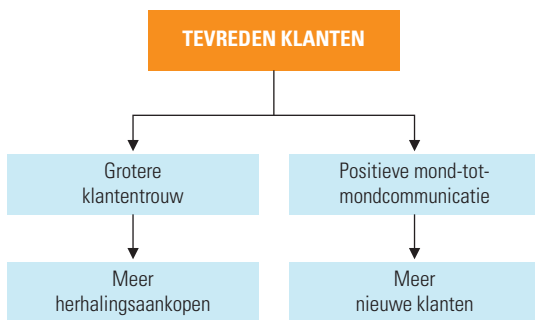 TEVREDEN KLANTEN
Grotere
klantentrouw
Positieve mond-tot-
mondcommunicatie
Meer
herhalingsaankopen
Meer
nieuwe klanten